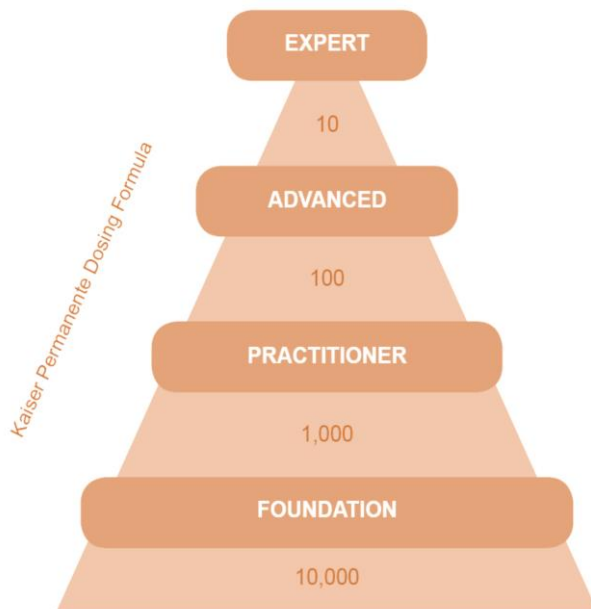 EXPERT
10
ADVANCED
100
Kaiser Permanente Dosing Formula
PRACTITIONER
1,000
FOUNDATION
10,000